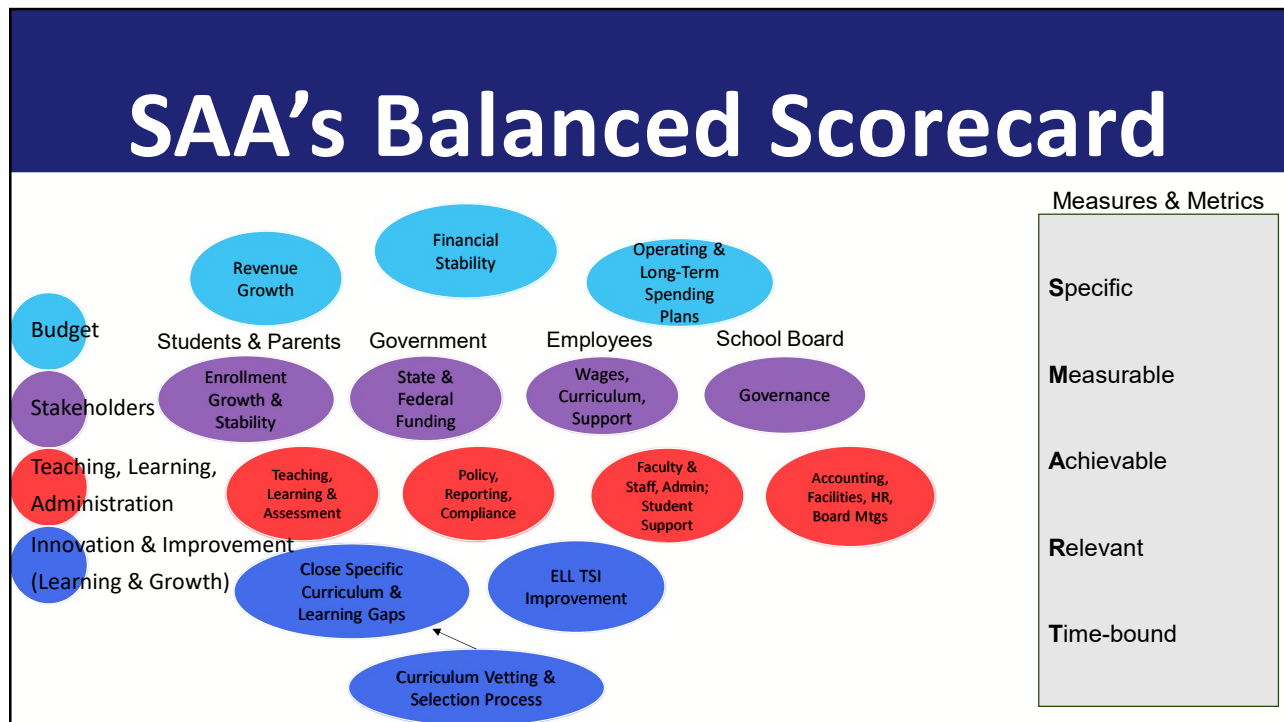 SAA’s Balanced Scorecard
Measures & Metrics
Specific
Measurable
Achievable
Relevant
Time-bound
Budget
Revenue
Growth
Financial
Stability
Operating &
Long-Term
Spending
Plans
Stakeholders
Students & Parents
Enrollment
Growth &
Stability
Government
State &
Federal
Funding
Employees
Wages,
Curriculum,
Support
School Board
Governance
Teaching, Learning,
Administration
Teaching,
Learning &
Assessment
Policy,
Reporting,
Compliance
Faculty &
Staff, Admin;
Student
Support
Accounting,
Facilities, HR,
Board Mtgs
Innovation & Improvement
(Learning & Growth)
Close Specific
Curriculum &
Learning Gaps
ELL TSI
Improvement
Curriculum Vetting &
Selection Process